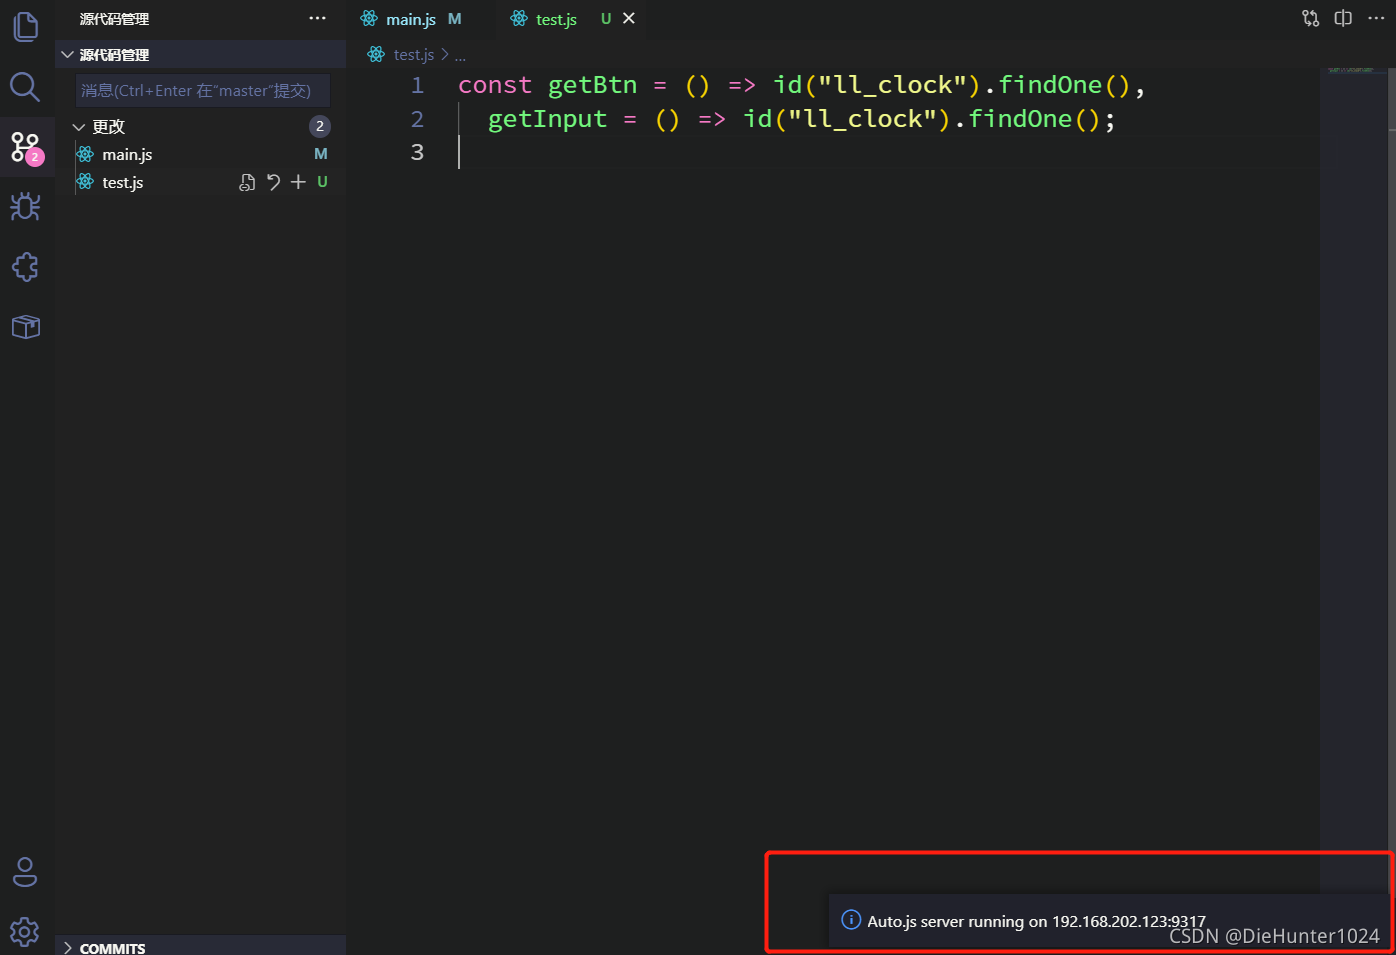 源代码管理 ···
源代码管理
消息(Ctrl+Enter 在“master”提交)
更改 2
main.js M
test.js U
2
COMMITS
main.js M test.js U
test.js > ...
1 const getBtn = () => id("ll_clock").findOne(),
2 getInput = () => id("ll_clock").findOne();
3
Auto.js server running on 192.168.202.123:9317
CSDN @DieHunter1024